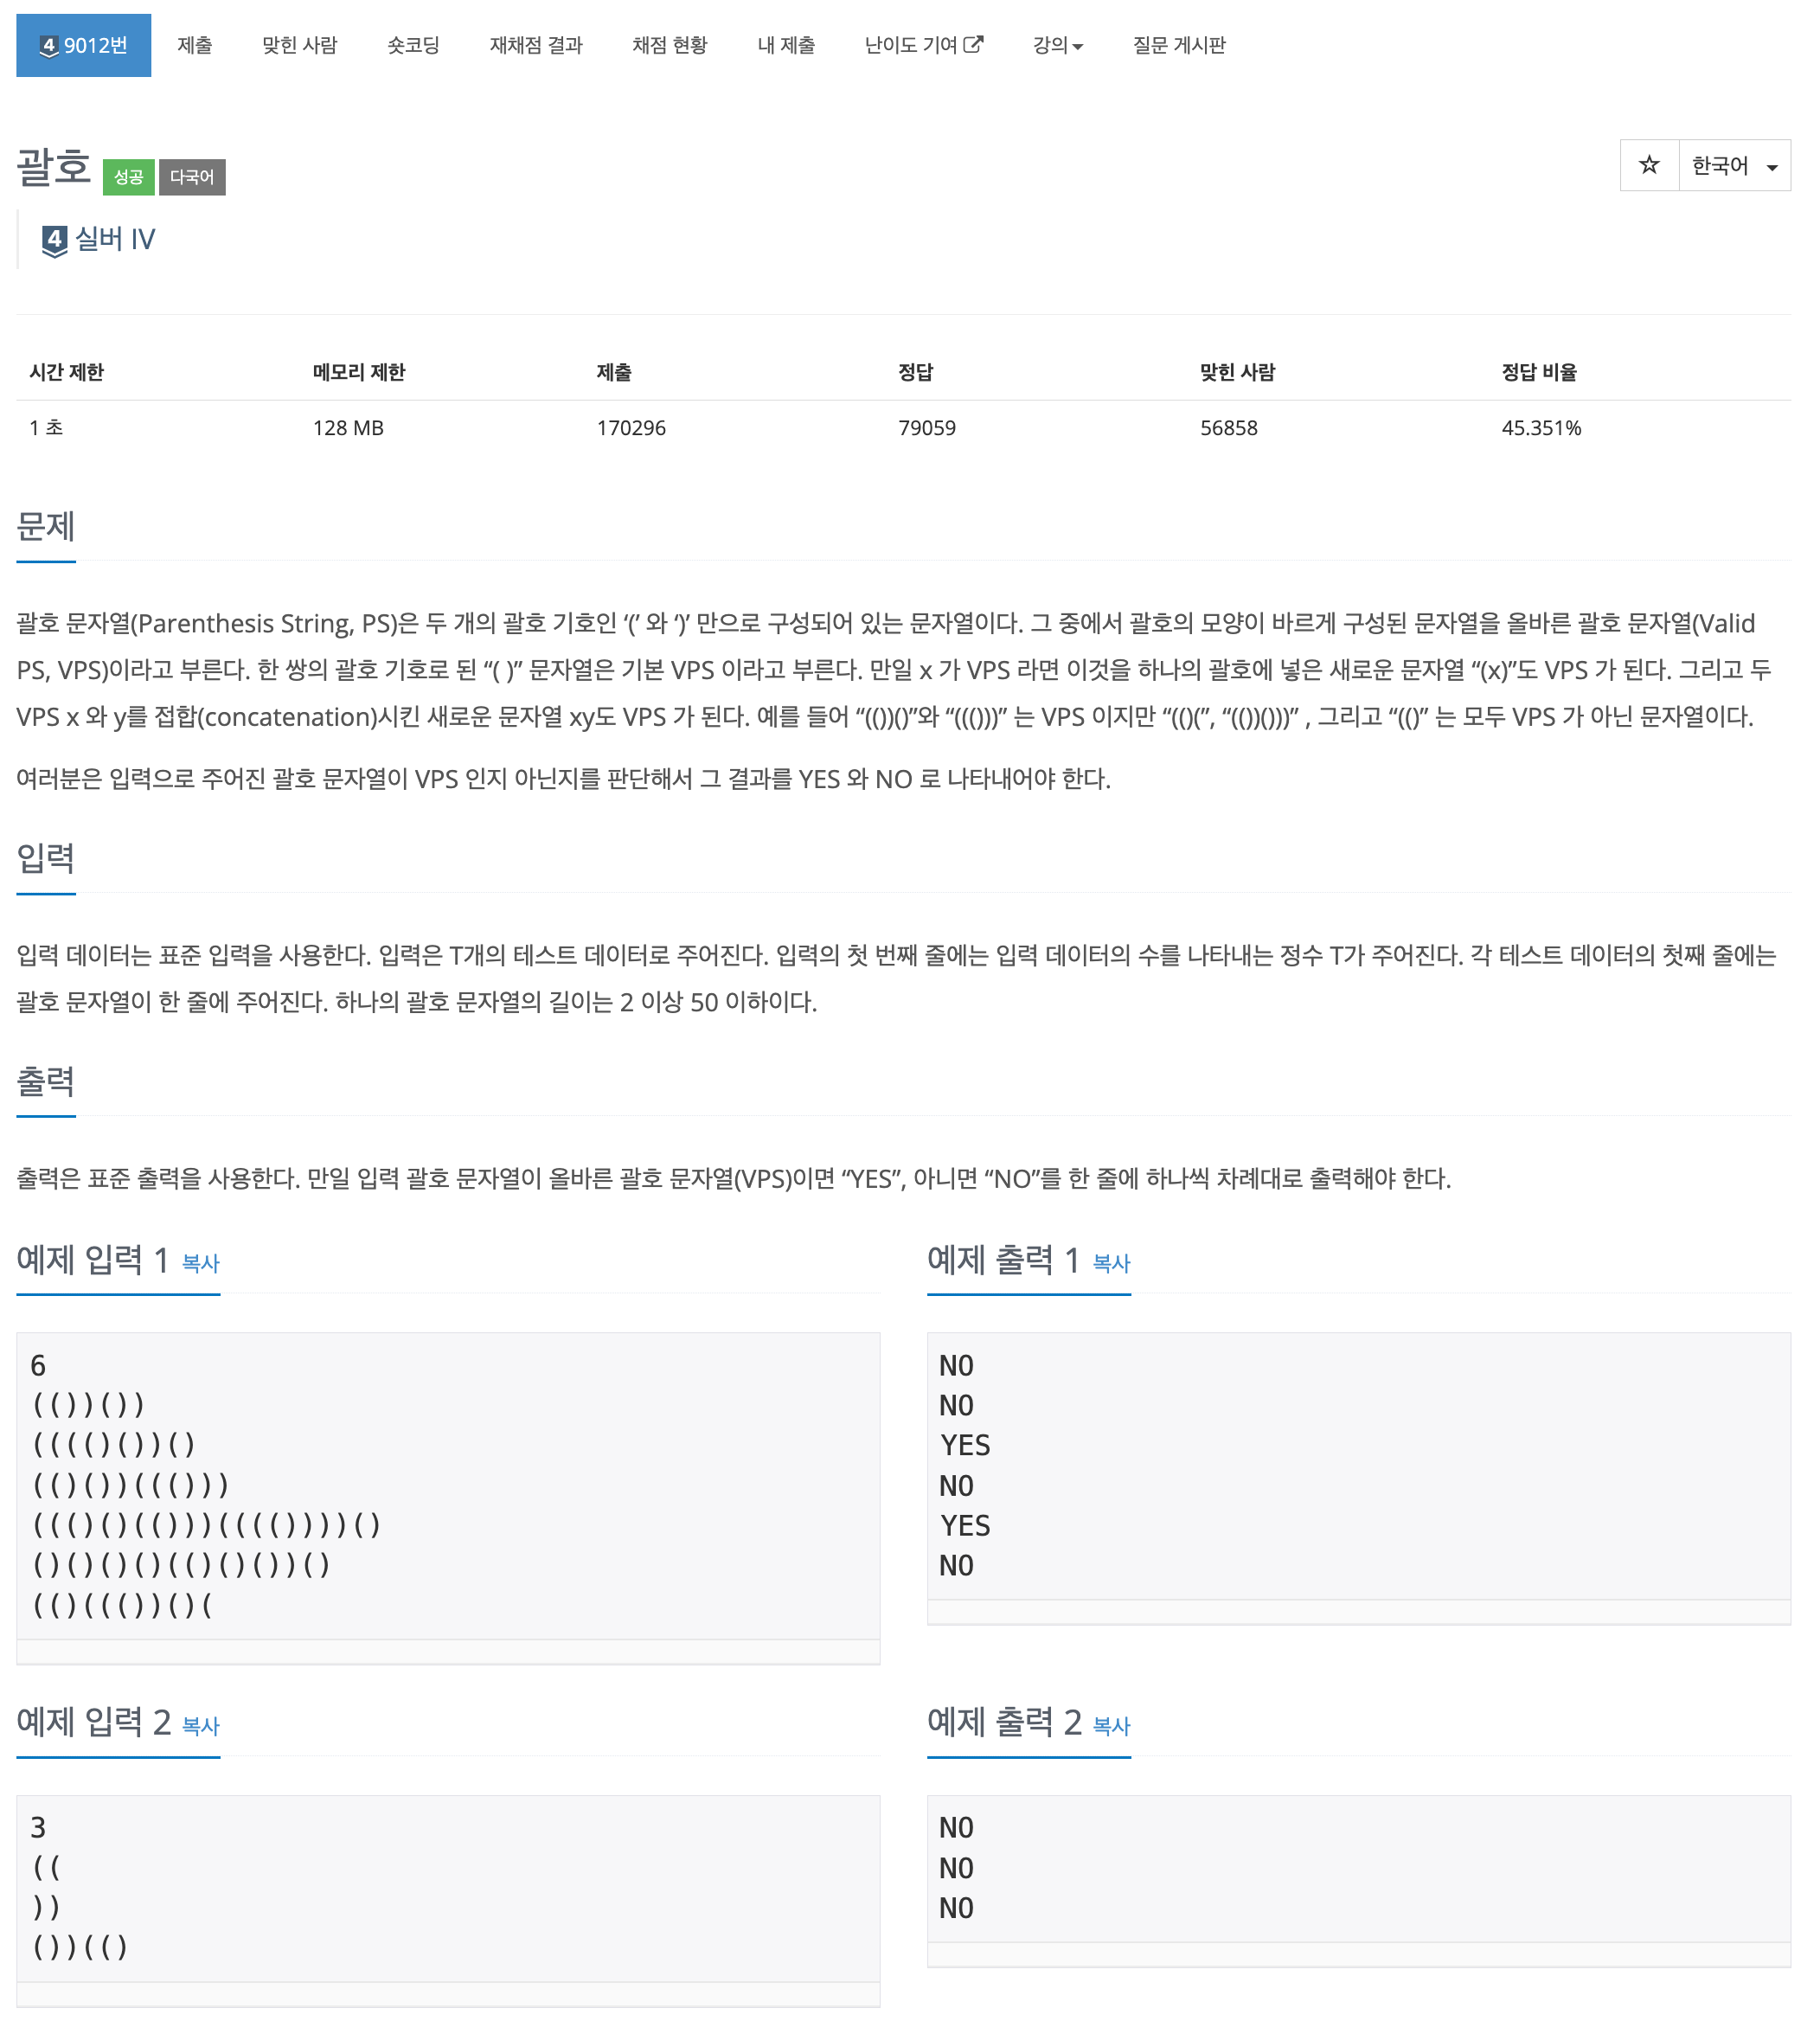 4 9012번 제출 맞힌 사람 숏코딩 재채점 결과 채점 현황 내 제출 난이도 기여 강의 질문 게시판
괄호 성공 다국어
한국어
4 실버 IV
시간 제한 메모리 제한 제출 정답 맞힌 사람 정답 비율
1 초 128 MB 170296 79059 56858 45.351%
문제
괄호 문자열(Parenthesis String, PS)은 두 개의 괄호 기호인 ‘(’ 와 ‘)’ 만으로 구성되어 있는 문자열이다. 그 중에서 괄호의 모양이 바르게 구성된 문자열을 올바른 괄호 문자열(Valid
PS, VPS)이라고 부른다. 한 쌍의 괄호 기호로 된 “( )” 문자열은 기본 VPS 이라고 부른다. 만일 x 가 VPS 라면 이것을 하나의 괄호에 넣은 새로운 문자열 “(x)”도 VPS 가 된다. 그리고 두
VPS x 와 y를 접합(concatenation)시킨 새로운 문자열 xy도 VPS 가 된다. 예를 들어 “(())()”와 “((()))” 는 VPS 이지만 “(()(”, “(())()))” , 그리고 “(()” 는 모두 VPS 가 아닌 문자열이다.
여러분은 입력으로 주어진 괄호 문자열이 VPS 인지 아닌지를 판단해서 그 결과를 YES 와 NO 로 나타내어야 한다.
입력
입력 데이터는 표준 입력을 사용한다. 입력은 T개의 테스트 데이터로 주어진다. 입력의 첫 번째 줄에는 입력 데이터의 수를 나타내는 정수 T가 주어진다. 각 테스트 데이터의 첫째 줄에는
괄호 문자열이 한 줄에 주어진다. 하나의 괄호 문자열의 길이는 2 이상 50 이하이다.
출력
출력은 표준 출력을 사용한다. 만일 입력 괄호 문자열이 올바른 괄호 문자열(VPS)이면 “YES”, 아니면 “NO”를 한 줄에 하나씩 차례대로 출력해야 한다.
예제 입력 1 복사
6
(())())
(((()())()
(()())((()))
((()()(()))(((())))()
()()()()(()()())()
(()((())()(
예제 출력 1 복사
NO
NO
YES
NO
YES
NO
예제 입력 2 복사
3
((
))
())(()
예제 출력 2 복사
NO
NO
NO